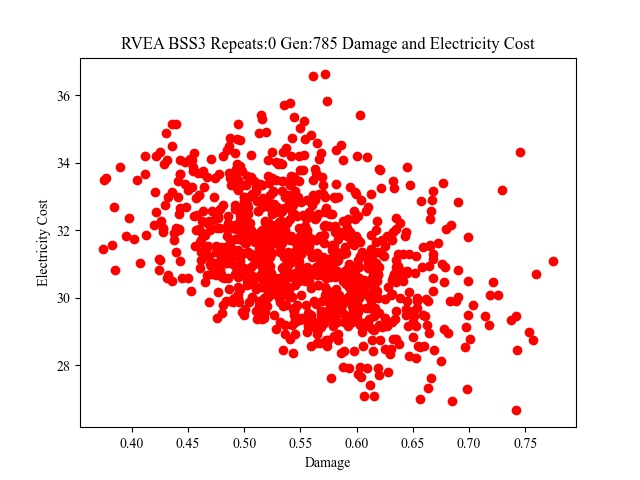 RVEA BSS3 Repeats:0 Gen:785 Damage and Electricity Cost
Electricity Cost
36
34
32
30
28
0.40 0.45 0.50 0.55 0.60 0.65 0.70 0.75
Damage